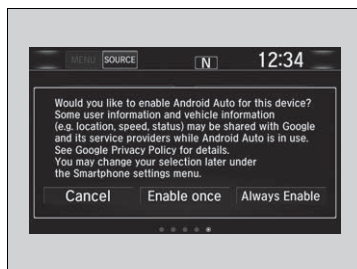 MENU SOURCE N 12:34
Would you like to enable Android Auto for this device?
Some user information and vehicle information
(e.g. location, speed, status) may be shared with Google
and its service providers while Android Auto is in use.
See Google Privacy Policy for details.
You may change your selection later under
the Smartphone settings menu.
Cancel Enable once Always Enable